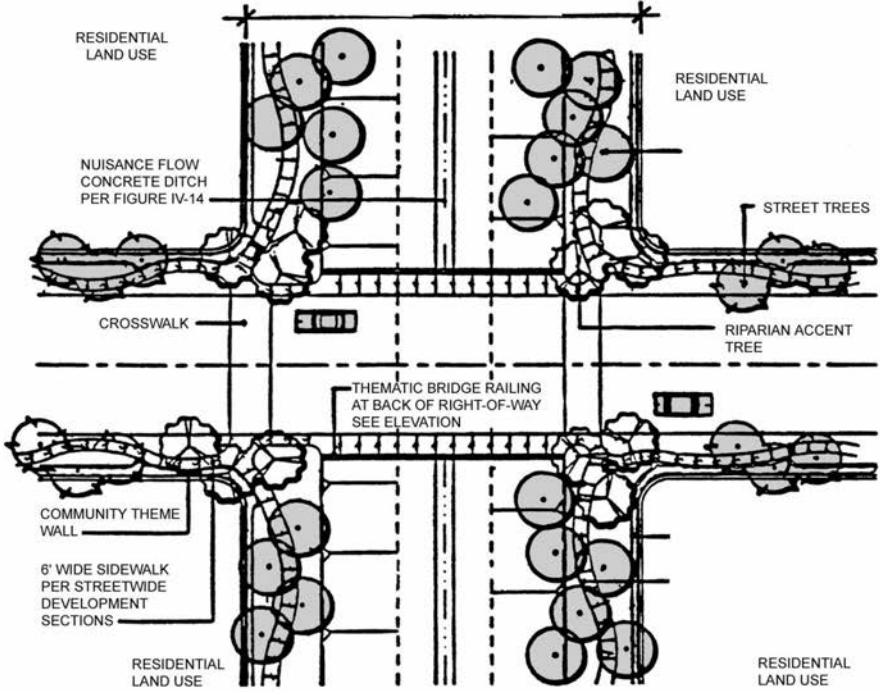 RESIDENTIAL
LAND USE
RESIDENTIAL
LAND USE
NUISANCE FLOW
CONCRETE DITCH
PER FIGURE IV-14
STREET TREES
CROSSWALK
RIPARIAN ACCENT
TREE
THEMATIC BRIDGE RAILING
AT BACK OF RIGHT-OF-WAY
SEE ELEVATION
COMMUNITY THEME
WALL
6' WIDE SIDEWALK
PER STREETWIDE
DEVELOPMENT
SECTIONS
RESIDENTIAL
LAND USE
RESIDENTIAL
LAND USE